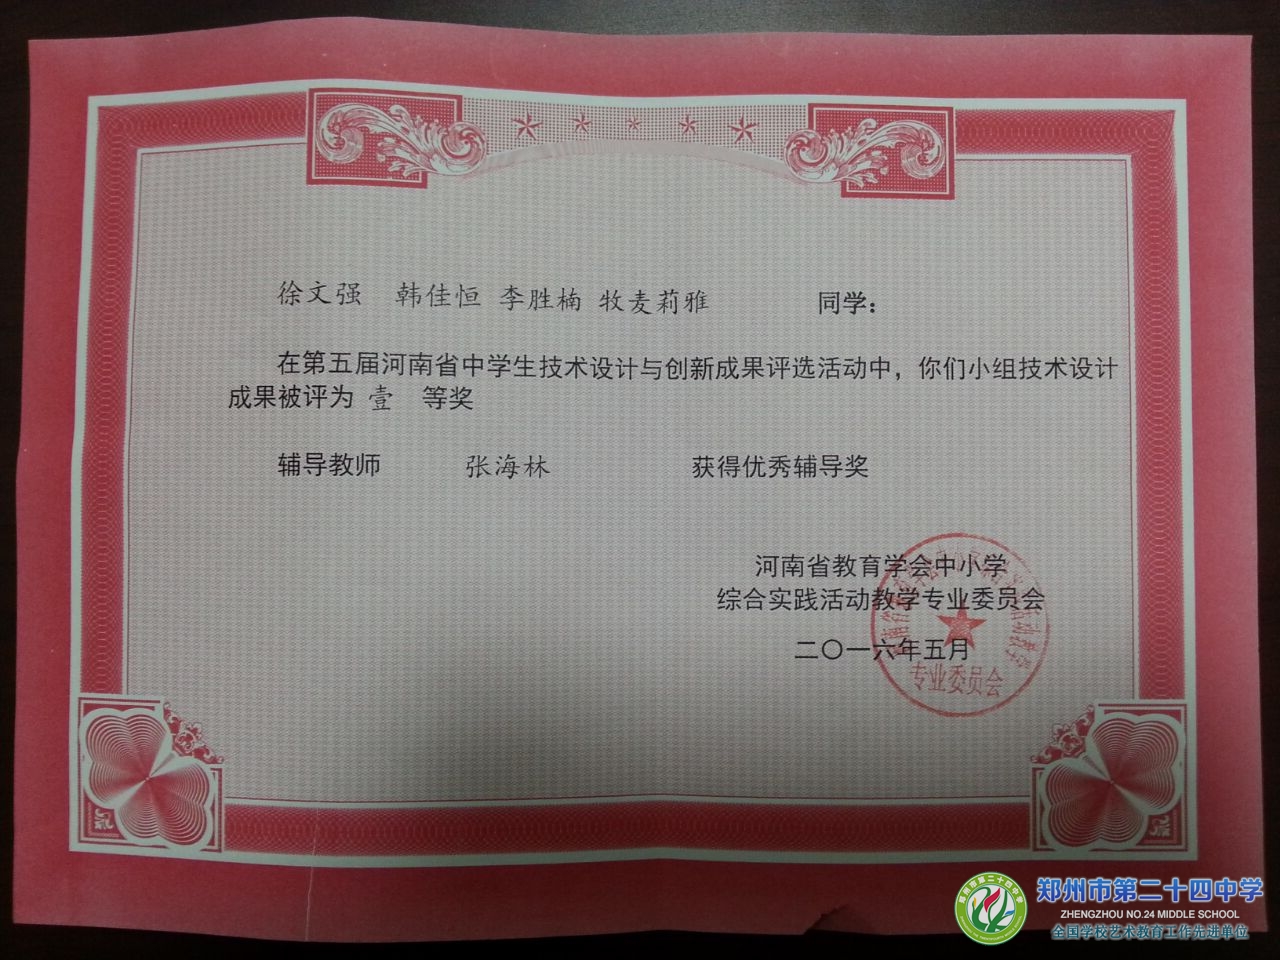 徐文强 韩佳恒 李胜楠 牧麦莉雅 同学：
在第五届河南省中学生技术设计与创新成果评选活动中，你们小组技术设计
成果被评为 壹 等奖
辅导教师 张海林 获得优秀辅导奖
河南省教育学会中小学
综合实践活动教学专业委员会
二〇一六年五月
专业委员会
郑州市第二十四中学
ZHENGZHOU NO.24 MIDDLE SCHOOL
全国学校艺术教育工作先进单位